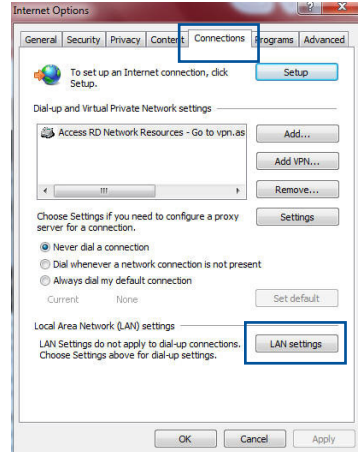 Internet Options
General Security Privacy Content Connections Programs Advanced
To set up an Internet connection, click
Setup.
Setup
Dial-up and Virtual Private Network settings
Access RD Network Resources - Go to vpn.as
Add...
Add VPN...
Remove...
Choose Settings if you need to configure a proxy
server for a connection.
Settings
Never dial a connection
Dial whenever a network connection is not present
Always dial my default connection
Current None
Set default
Local Area Network (LAN) settings
LAN Settings do not apply to dial-up connections.
Choose Settings above for dial-up settings.
LAN settings
OK Cancel Apply